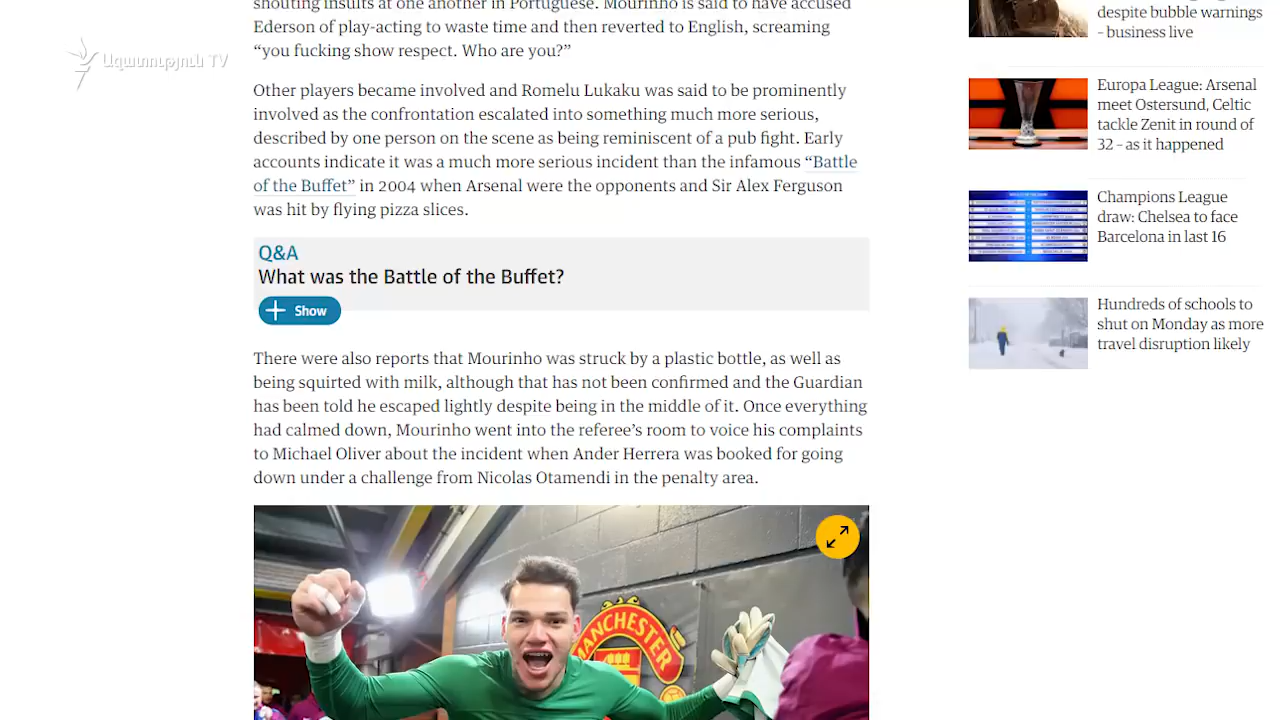 shouting insults at one another in Portuguese. Mourinho is said to have accused
Ederson of play-acting to waste time and then reverted to English, screaming
“you fucking show respect. Who are you?”
Ազատություն TV
Other players became involved and Romelu Lukaku was said to be prominently
involved as the confrontation escalated into something much more serious,
described by one person on the scene as being reminiscent of a pub fight. Early
accounts indicate it was a much more serious incident than the infamous “Battle
of the Buffet” in 2004 when Arsenal were the opponents and Sir Alex Ferguson
was hit by flying pizza slices.
Q&A
What was the Battle of the Buffet?
Show
There were also reports that Mourinho was struck by a plastic bottle, as well as
being squirted with milk, although that has not been confirmed and the Guardian
has been told he escaped lightly despite being in the middle of it. Once everything
had calmed down, Mourinho went into the referee’s room to voice his complaints
to Michael Oliver about the incident when Ander Herrera was booked for going
down under a challenge from Nicolas Otamendi in the penalty area.
MANCHESTER
despite bubble warnings
– business live
Europa League: Arsenal
meet Ostersund, Celtic
tackle Zenit in round of
32 – as it happened
Champions League
draw: Chelsea to face
Barcelona in last 16
Hundreds of schools to
shut on Monday as more
travel disruption likely